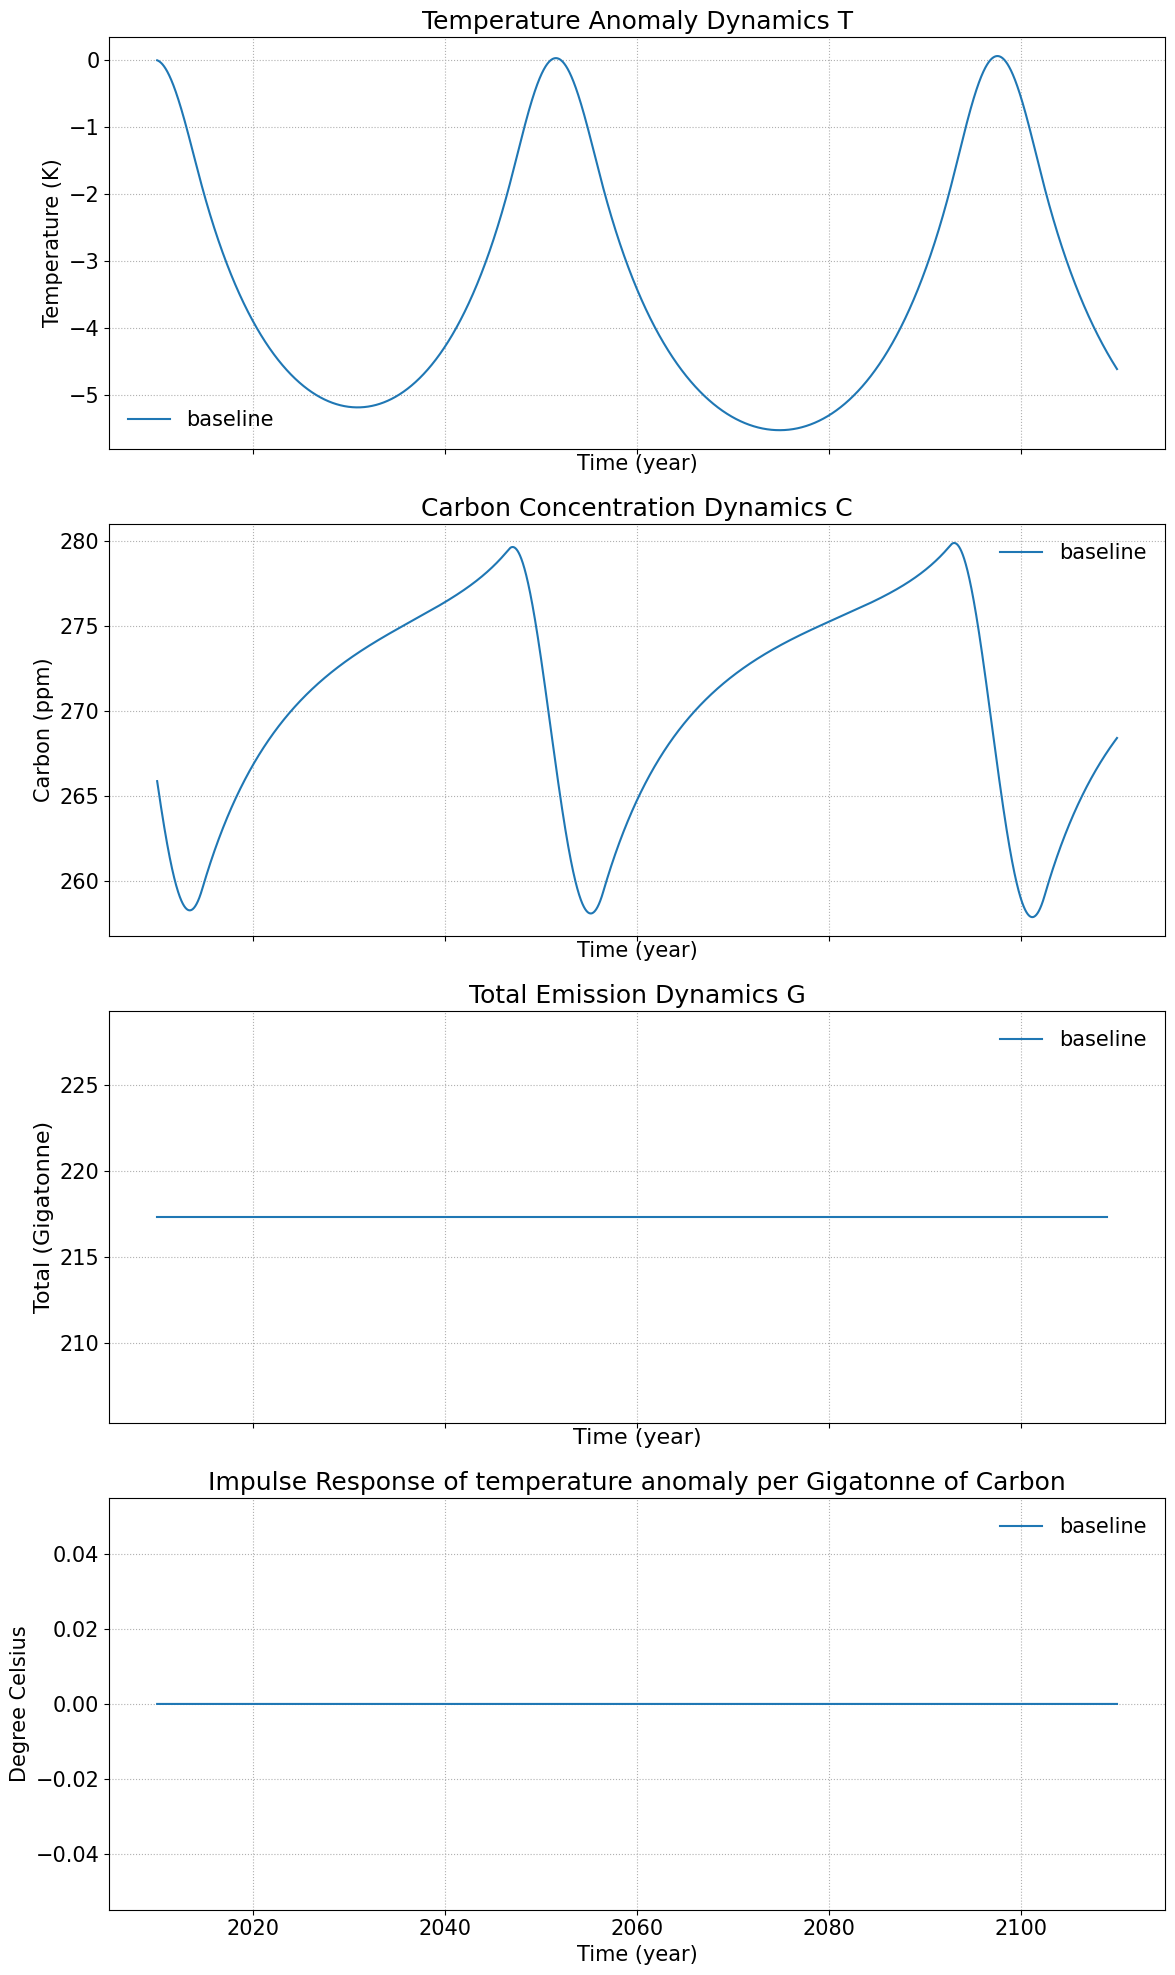 Temperature Anomaly Dynamics T
Temperature (K)
0
−1
−2
−3
−4
−5
baseline
Time (year)
Carbon Concentration Dynamics C
Carbon (ppm)
280
275
270
265
260
baseline
Time (year)
Total Emission Dynamics G
Total (Gigatonne)
225
220
215
210
baseline
Time (year)
Impulse Response of temperature anomaly per Gigatonne of Carbon
Degree Celsius
0.04
0.02
0.00
−0.02
−0.04
baseline
2020 2040 2060 2080 2100
Time (year)